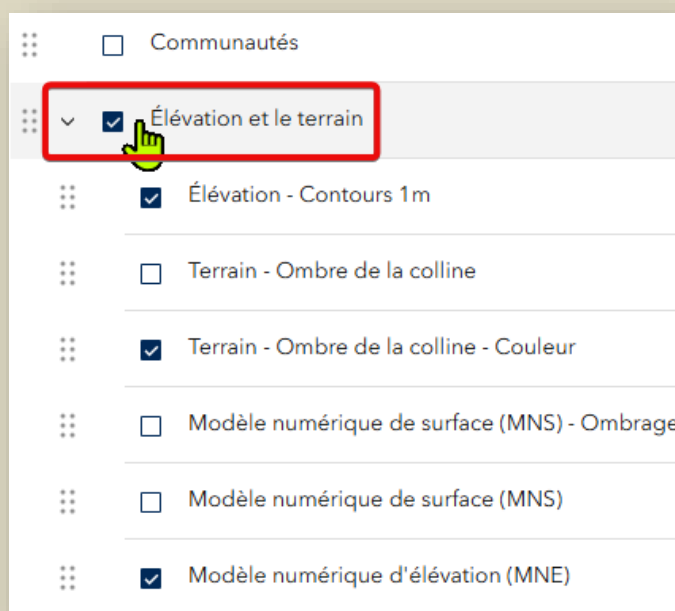 Communautés
Élévation et le terrain
Élévation - Contours 1m
Terrain - Ombre de la colline
Terrain - Ombre de la colline - Couleur
Modèle numérique de surface (MNS) - Ombrage
Modèle numérique de surface (MNS)
Modèle numérique d'élévation (MNE)